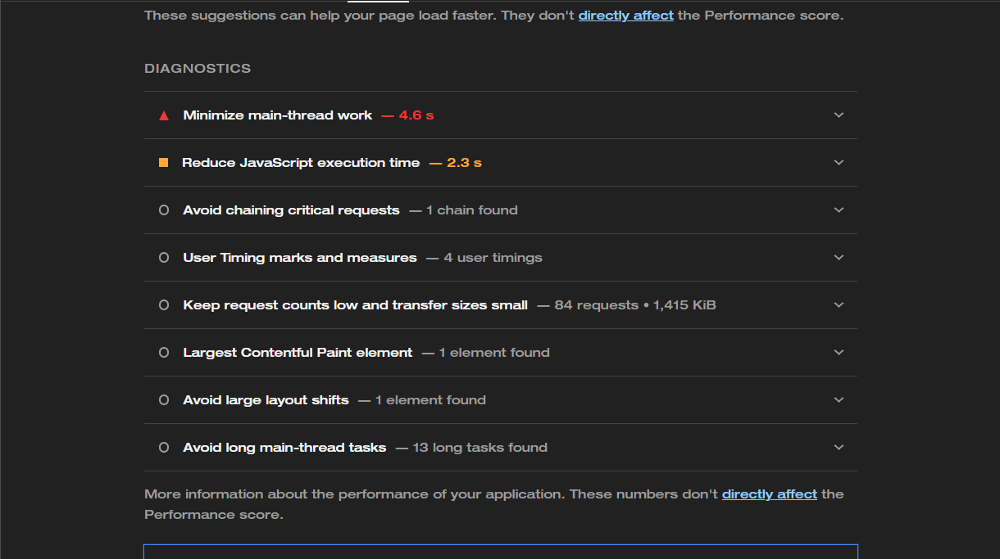 These suggestions can help your page load faster. They don't directly affect the Performance score.
DIAGNOSTICS
Minimize main-thread work — 4.6 s
Reduce JavaScript execution time — 2.3 s
Avoid chaining critical requests — 1 chain found
User Timing marks and measures — 4 user timings
Keep request counts low and transfer sizes small — 84 requests • 1,415 KiB
Largest Contentful Paint element — 1 element found
Avoid large layout shifts — 1 element found
Avoid long main-thread tasks — 13 long tasks found
More information about the performance of your application. These numbers don't directly affect the
Performance score.